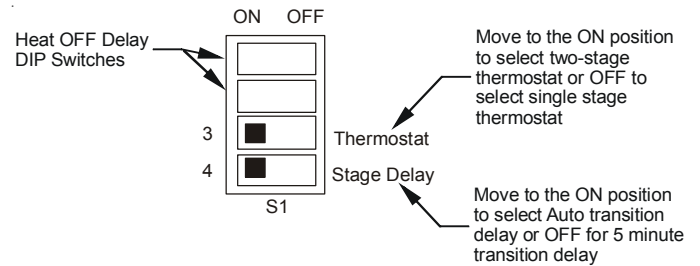 ON OFF
Heat OFF Delay
DIP Switches
Move to the ON position
to select two-stage
thermostat or OFF to
select single stage
thermostat
3
Thermostat
4
Stage Delay
S1
Move to the ON position
to select Auto transition
delay or OFF for 5 minute
transition delay